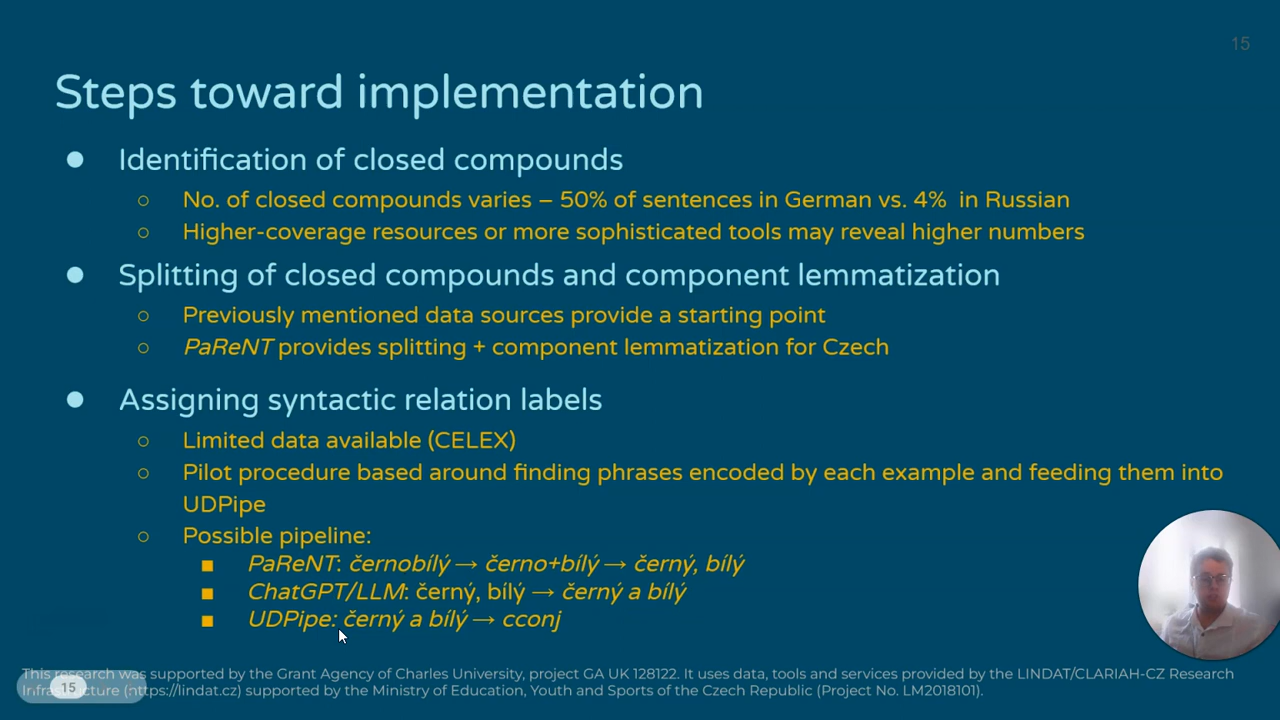 15
Steps toward implementation
● Identification of closed compounds
○ No. of closed compounds varies – 50% of sentences in German vs. 4% in Russian
○ Higher-coverage resources or more sophisticated tools may reveal higher numbers
● Splitting of closed compounds and component lemmatization
○ Previously mentioned data sources provide a starting point
○ PaReNT provides splitting + component lemmatization for Czech
● Assigning syntactic relation labels
○ Limited data available (CELEX)
○ Pilot procedure based around finding phrases encoded by each example and feeding them into
UDPipe
○ Possible pipeline:
■ PaReNT: černobílý → černo+bílý → černý, bílý
■ ChatGPT/LLM: černý, bílý → černý a bílý
■ UDPipe: černý a bílý → cconj
This research was supported by the Grant Agency of Charles University, project GA UK 128122. It uses data, tools and services provided by the LINDAT/CLARIAH-CZ Research
Infrastructure (https://lindat.cz) supported by the Ministry of Education, Youth and Sports of the Czech Republic (Project No. LM2018101).
15